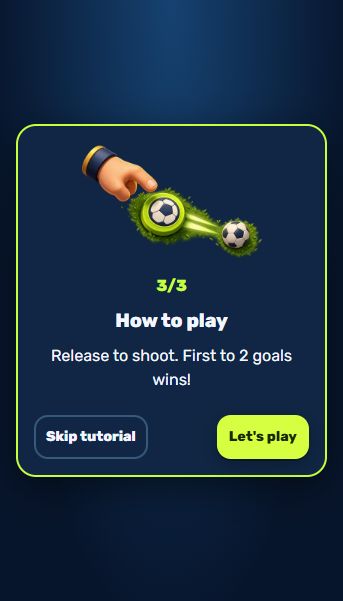 3/3
How to play
Release to shoot. First to 2 goals
wins!
Skip tutorial
Let's play